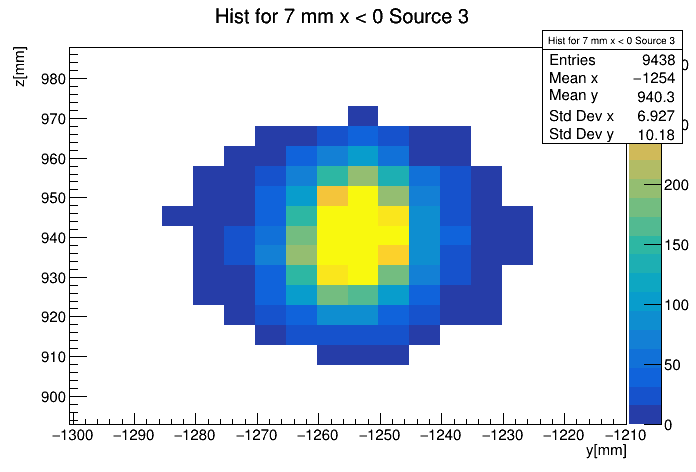 Hist for 7 mm x < 0 Source 3
z[mm]
Hist for 7 mm x < 0 Source 3
Entries 9438
Mean x −1254
Mean y 940.3
Std Dev x 6.927
Std Dev y 10.18
980
970
960
950
940
930
920
910
900
0
0
200
150
100
50
0
−1300 −1290 −1280 −1270 −1260 −1250 −1240 −1230 −1220 −1210
y[mm]